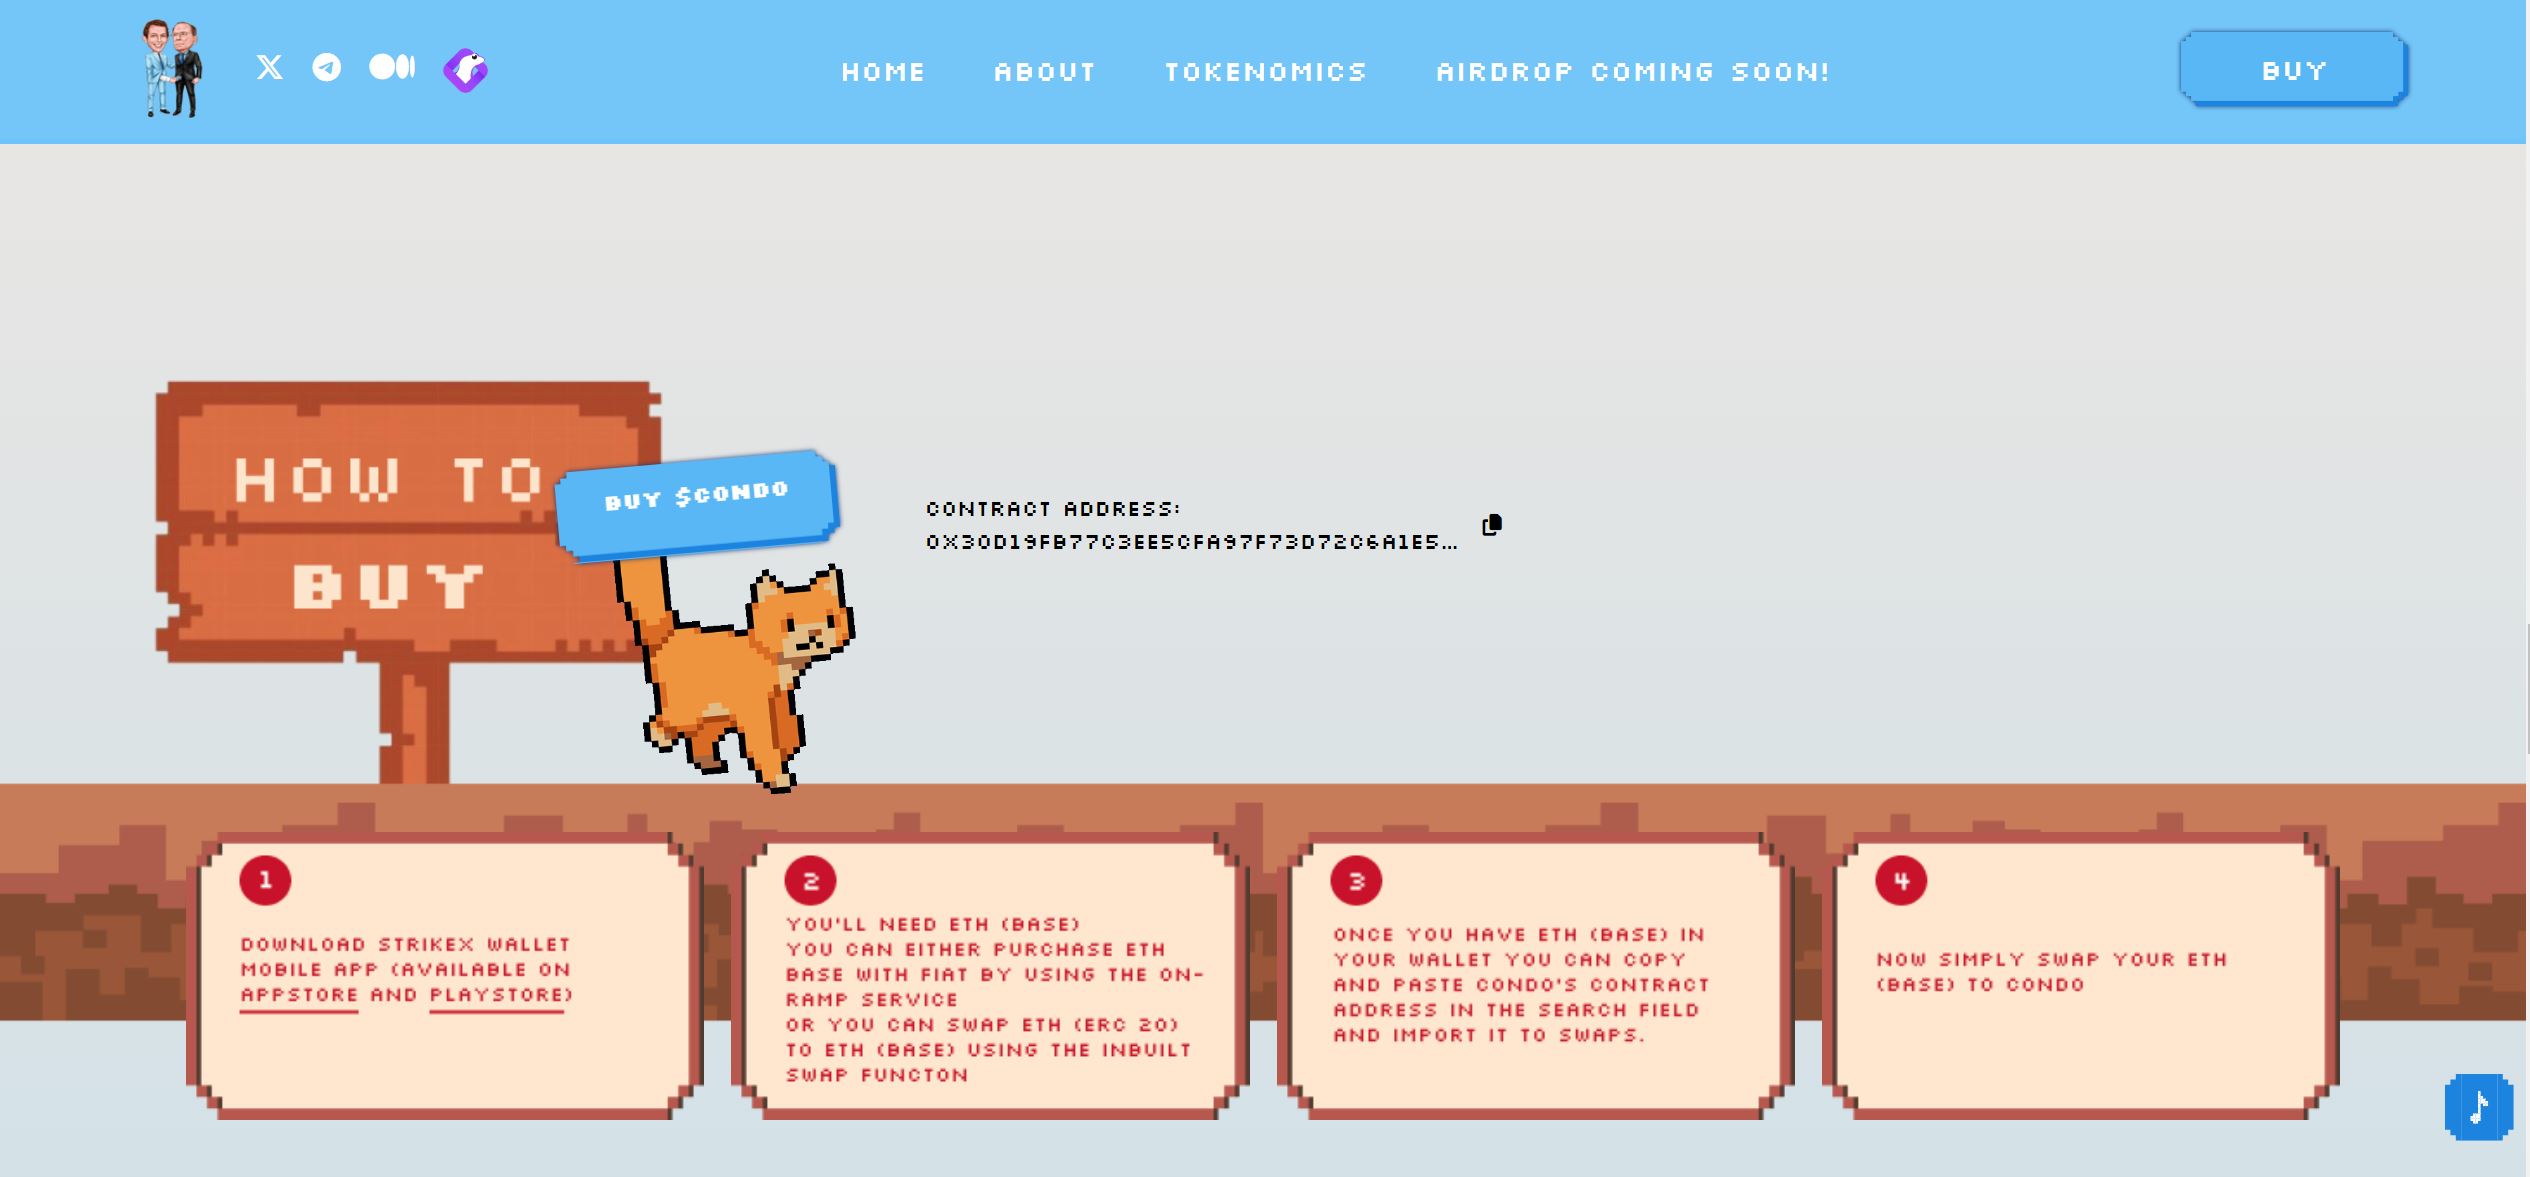 HOME ABOUT TOKENOMICS AIRDROP COMING SOON! BUY
HOW TO
BUY
BUY $CONDO
CONTRACT ADDRESS:
0X30D19FB77C3EE5CFA97F73D72C6A1E5...
1
DOWNLOAD STRIKEX WALLET
MOBILE APP (AVAILABLE ON
APPSTORE AND PLAYSTORE)
2
YOU'LL NEED ETH (BASE)
YOU CAN EITHER PURCHASE ETH
BASE WITH FIAT BY USING THE ON-
RAMP SERVICE
OR YOU CAN SWAP ETH (ERC 20)
TO ETH (BASE) USING THE INBUILT
SWAP FUNCTON
3
ONCE YOU HAVE ETH (BASE) IN
YOUR WALLET YOU CAN COPY
AND PASTE CONDO'S CONTRACT
ADDRESS IN THE SEARCH FIELD
AND IMPORT IT TO SWAPS.
4
NOW SIMPLY SWAP YOUR ETH
(BASE) TO CONDO